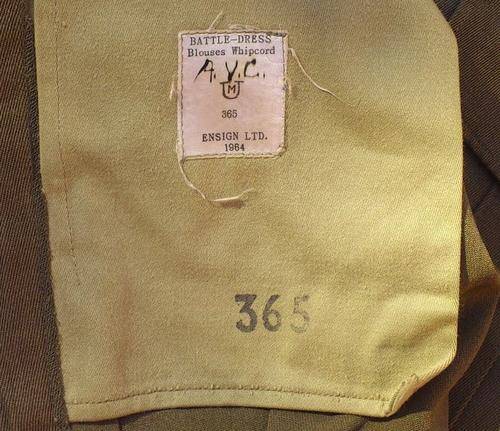 BATTLE-DRESS
Blouses Whipcord
A.V.C.
M
365
ENSIGN LTD.
1964
365